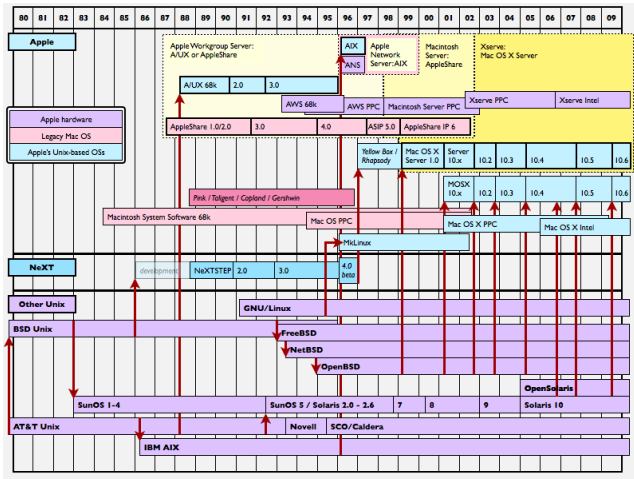 80 81 82 83 84 85 86 87 88 89 90 91 92 93 94 95 96 97 98 99 00 01 02 03 04 05 06 07 08 09
Apple
Apple Workgroup Server:
A/UX or AppleShare
AIX
ANS
Apple
Network
Server: AIX
Macintosh
Server:
AppleShare
Xserve:
Mac OS X Server
A/UX 68k 2.0 3.0
AWS 68k AWS PPC Macintosh Server PPC Xserve PPC Xserve Intel
Apple hardware
Legacy Mac OS
Apple's Unix-based OSs
AppleShare 1.0/2.0 3.0 4.0 ASIP 5.0 AppleShare IP 6
Yellow Box /
Rhapsody
Mac OS X
Server 1.0
Server
10.x
10.2 10.3 10.4 10.5 10.6
MOSX
10.x
10.2 10.3 10.4 10.5 10.6
Pink / Taligent / Copland / Gershwin
Macintosh System Software 68k
Mac OS PPC
Mac OS X PPC
Mac OS X Intel
MkLinux
NeXT
development NeXTSTEP 2.0 3.0
4.0
beta
Other Unix
GNU/Linux
BSD Unix
FreeBSD
NetBSD
OpenBSD
OpenSolaris
SunOS 1-4 SunOS 5 / Solaris 2.0 - 2.6 7 8 9 Solaris 10
AT&T Unix Novell SCO/Caldera
IBM AIX